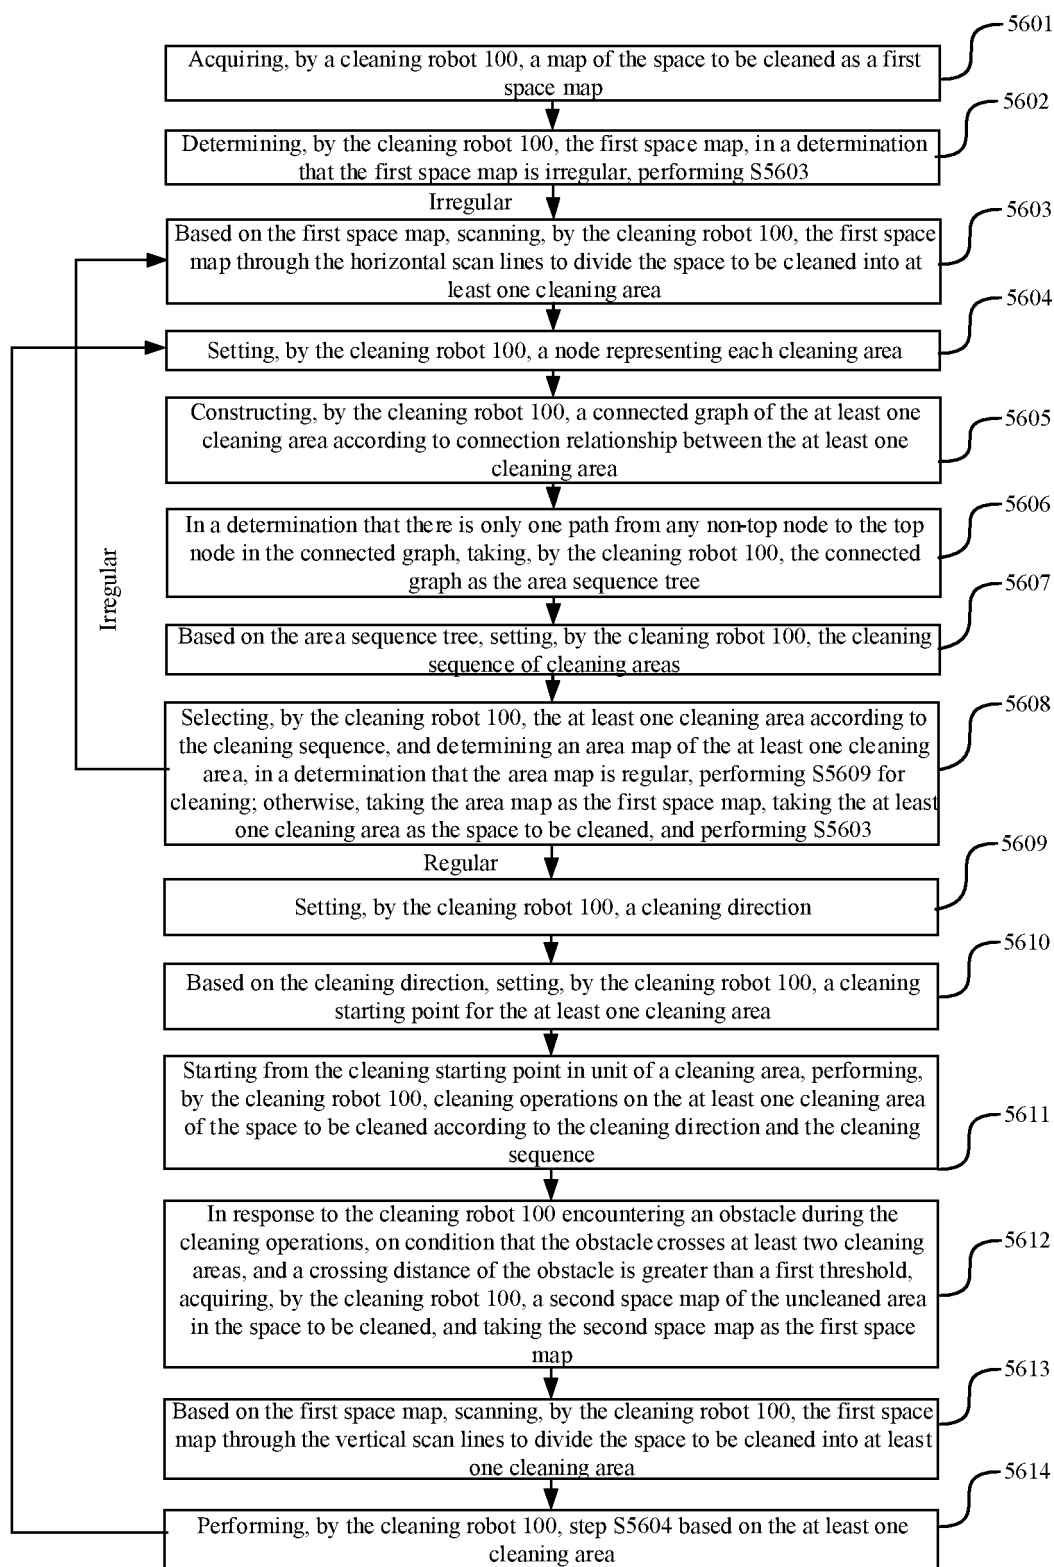 5601
Acquiring, by a cleaning robot 100, a map of the space to be cleaned as a first
space map
5602
Determining, by the cleaning robot 100, the first space map, in a determination
that the first space map is irregular, performing S5603
Irregular
5603
Based on the first space map, scanning, by the cleaning robot 100, the first space
map through the horizontal scan lines to divide the space to be cleaned into at
least one cleaning area
5604
Setting, by the cleaning robot 100, a node representing each cleaning area
Constructing, by the cleaning robot 100, a connected graph of the at least one
cleaning area according to connection relationship between the at least one
cleaning area
5605
In a determination that there is only one path from any non-top node to the top
node in the connected graph, taking, by the cleaning robot 100, the connected
graph as the area sequence tree
5606
Irregular
5607
Based on the area sequence tree, setting, by the cleaning robot 100, the cleaning
sequence of cleaning areas
5608
Selecting, by the cleaning robot 100, the at least one cleaning area according to
the cleaning sequence, and determining an area map of the at least one cleaning
area, in a determination that the area map is regular, performing S5609 for
cleaning; otherwise, taking the area map as the first space map, taking the at least
one cleaning area as the space to be cleaned, and performing S5603
Regular
5609
Setting, by the cleaning robot 100, a cleaning direction
5610
Based on the cleaning direction, setting, by the cleaning robot 100, a cleaning
starting point for the at least one cleaning area
Starting from the cleaning starting point in unit of a cleaning area, performing,
by the cleaning robot 100, cleaning operations on the at least one cleaning area
of the space to be cleaned according to the cleaning direction and the cleaning
sequence
5611
In response to the cleaning robot 100 encountering an obstacle during the
cleaning operations, on condition that the obstacle crosses at least two cleaning
areas, and a crossing distance of the obstacle is greater than a first threshold,
acquiring, by the cleaning robot 100, a second space map of the uncleaned area
in the space to be cleaned, and taking the second space map as the first space
map
5612
5613
Based on the first space map, scanning, by the cleaning robot 100, the first space
map through the vertical scan lines to divide the space to be cleaned into at least
one cleaning area
5614
Performing, by the cleaning robot 100, step S5604 based on the at least one
cleaning area